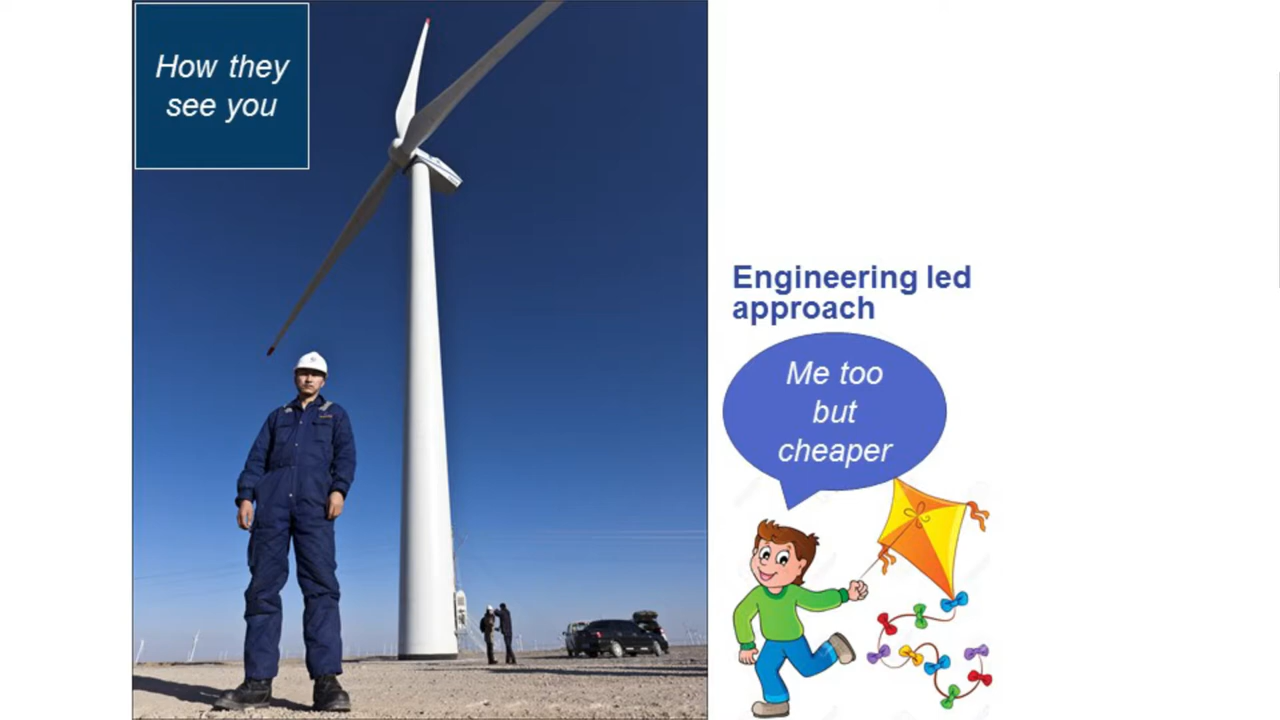 How they
see you
Engineering led
approach
Me too
but
cheaper